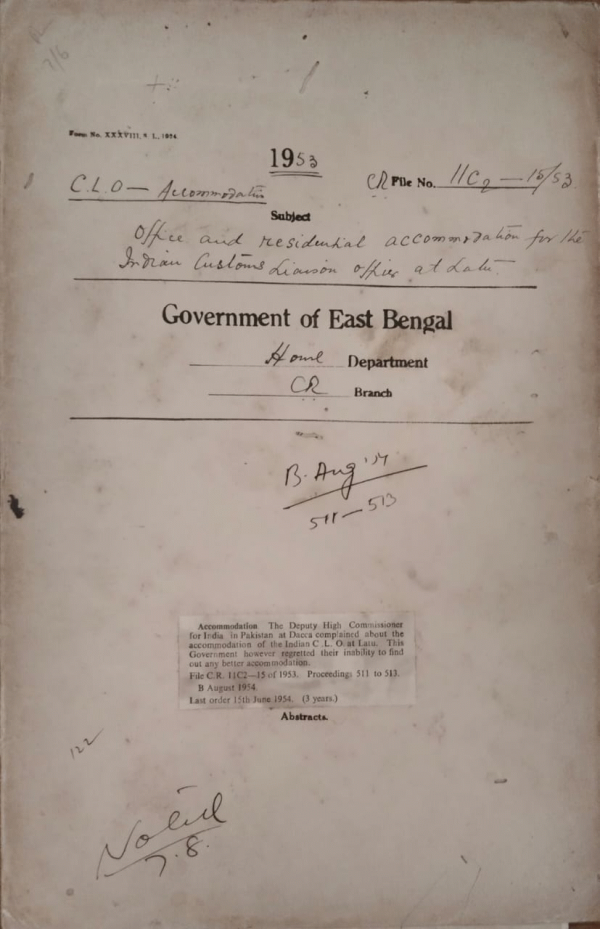 7/6
Form No. XXXVIII, R. L., 1954.
1953
C.L.O — Accommodation
CR File No. 11C2 — 15/53
Subject
Office and residential accommodation for the
Indian Customs Liaison officer at Latu.
Government of East Bengal
Home Department
CR Branch
B. Aug '54
511 — 513
Accommodation The Deputy High Commissioner
for India in Pakistan at Dacca complained about the
accommodation of the Indian C.L.O. at Latu. This
Government however regretted their inability to find
out any better accommodation.
File C.R. 11C2—15 of 1953. Proceedings 511 to 513.
B August 1954.
Last order 15th June 1954. (3 years.)
Abstracts.
122
Noted
7.8.